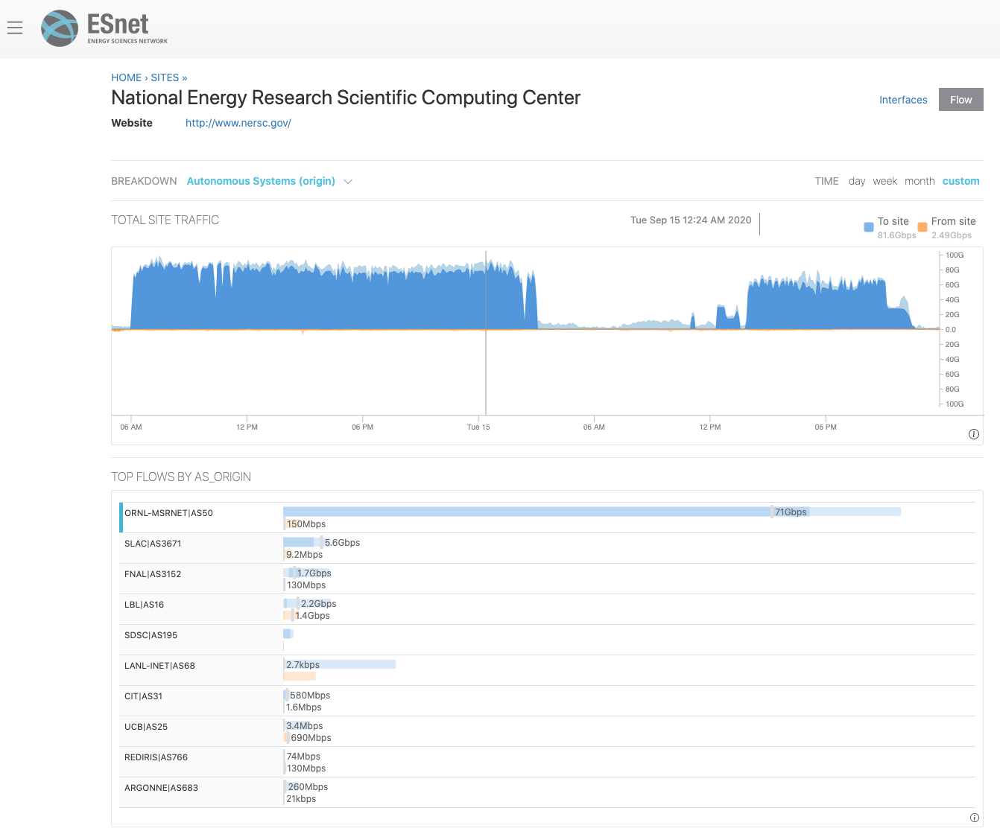 ESnet
ENERGY SCIENCES NETWORK
HOME › SITES »
National Energy Research Scientific Computing Center
Interfaces
Flow
Website http://www.nersc.gov/
BREAKDOWN Autonomous Systems (origin)
TIME day week month custom
TOTAL SITE TRAFFIC
Tue Sep 15 12:24 AM 2020
To site
81.6Gbps
From site
2.49Gbps
100G
80G
60G
40G
20G
0.0
20G
40G
60G
80G
100G
06 AM 12 PM 06 PM Tue 15 06 AM 12 PM 06 PM
TOP FLOWS BY AS_ORIGIN
ORNL-MSRNET|AS50
71Gbps
150Mbps
SLAC|AS3671
5.6Gbps
9.2Mbps
FNAL|AS3152
1.7Gbps
130Mbps
LBL|AS16
2.2Gbps
1.4Gbps
SDSC|AS195
LANL-INET|AS68
2.7kbps
CIT|AS31
580Mbps
1.6Mbps
UCB|AS25
3.4Mbps
690Mbps
REDIRIS|AS766
74Mbps
130Mbps
ARGONNE|AS683
260Mbps
21kbps